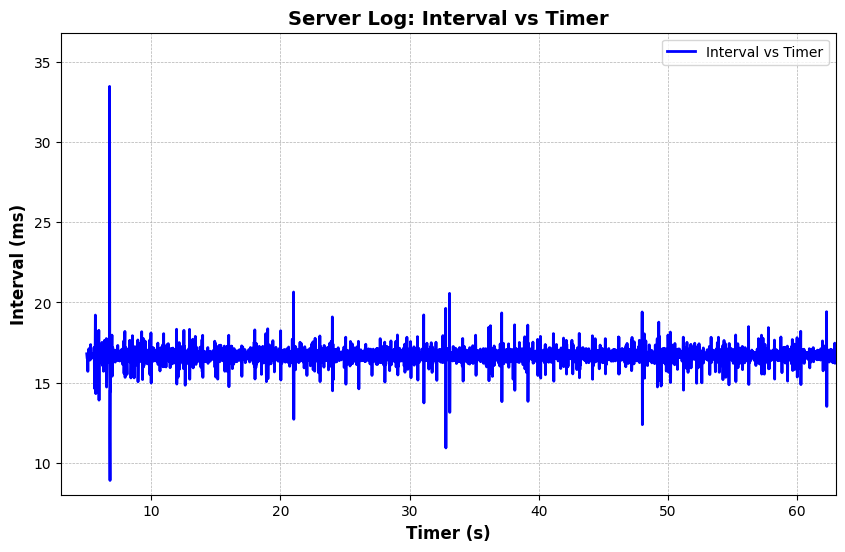 Server Log: Interval vs Timer
Interval vs Timer
35
30
25
20
15
10
Interval (ms)
10 20 30 40 50 60
Timer (s)